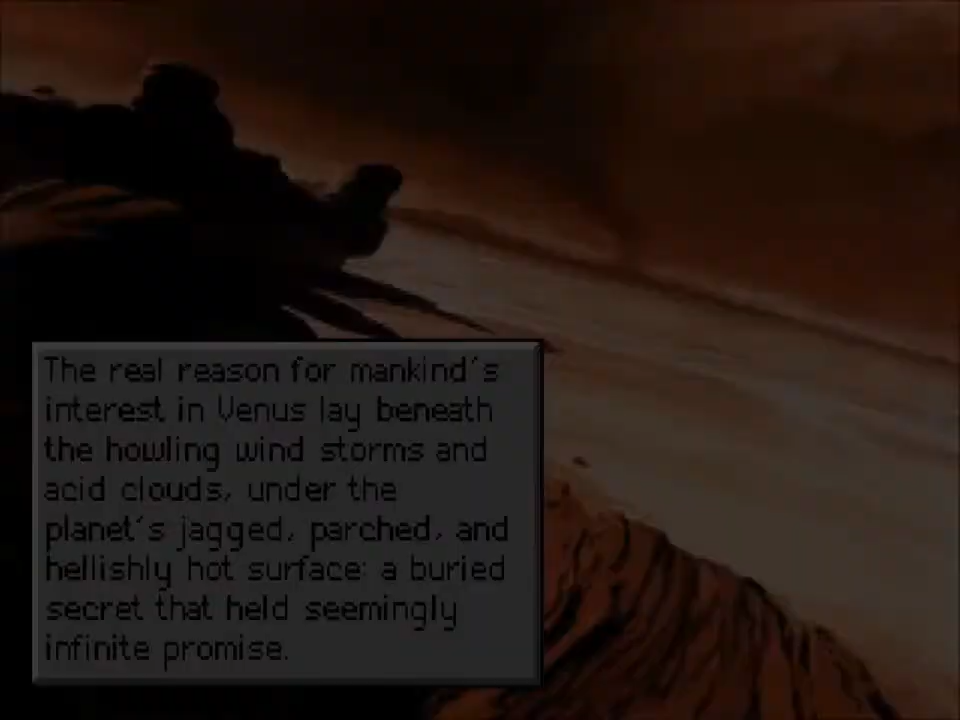 The real reason for mankind's
interest in Venus lay beneath
the howling wind storms and
acid clouds, under the
planet's jagged, parched, and
hellishly hot surface: a buried
secret that held seemingly
infinite promise.